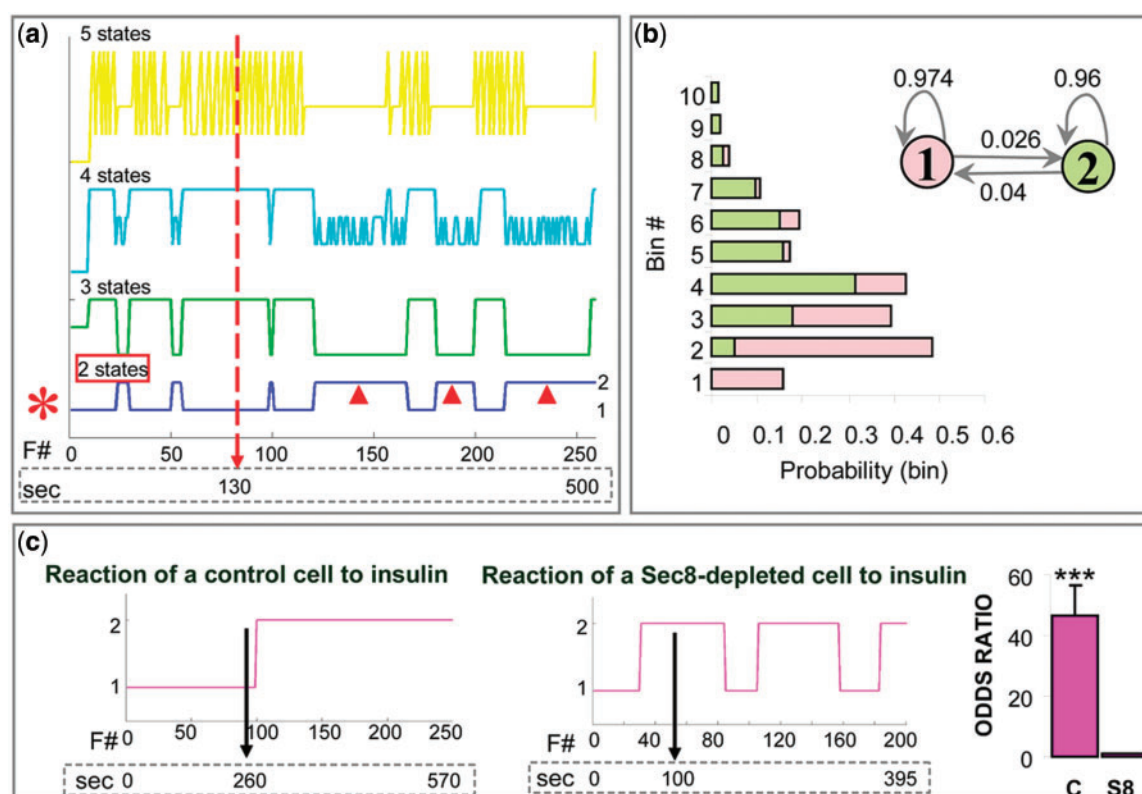 (a)
5 states
4 states
3 states
2 states
*
2
1
F#
0 50 100 150 200 250
sec 130 500
(b)
10
9
8
7
6
5
4
3
2
1
Bin #
0 0.1 0.2 0.3 0.4 0.5 0.6
Probability (bin)
0.974
0.96
1
0.026
2
0.04
(c)
Reaction of a control cell to insulin
2
1
F#
0 50 100 150 200 250
sec 0 260 570
Reaction of a Sec8-depleted cell to insulin
2
1
F#
0 40 80 120 160 200
sec 0 100 395
ODDS RATIO
60
40
20
0
***
C S8